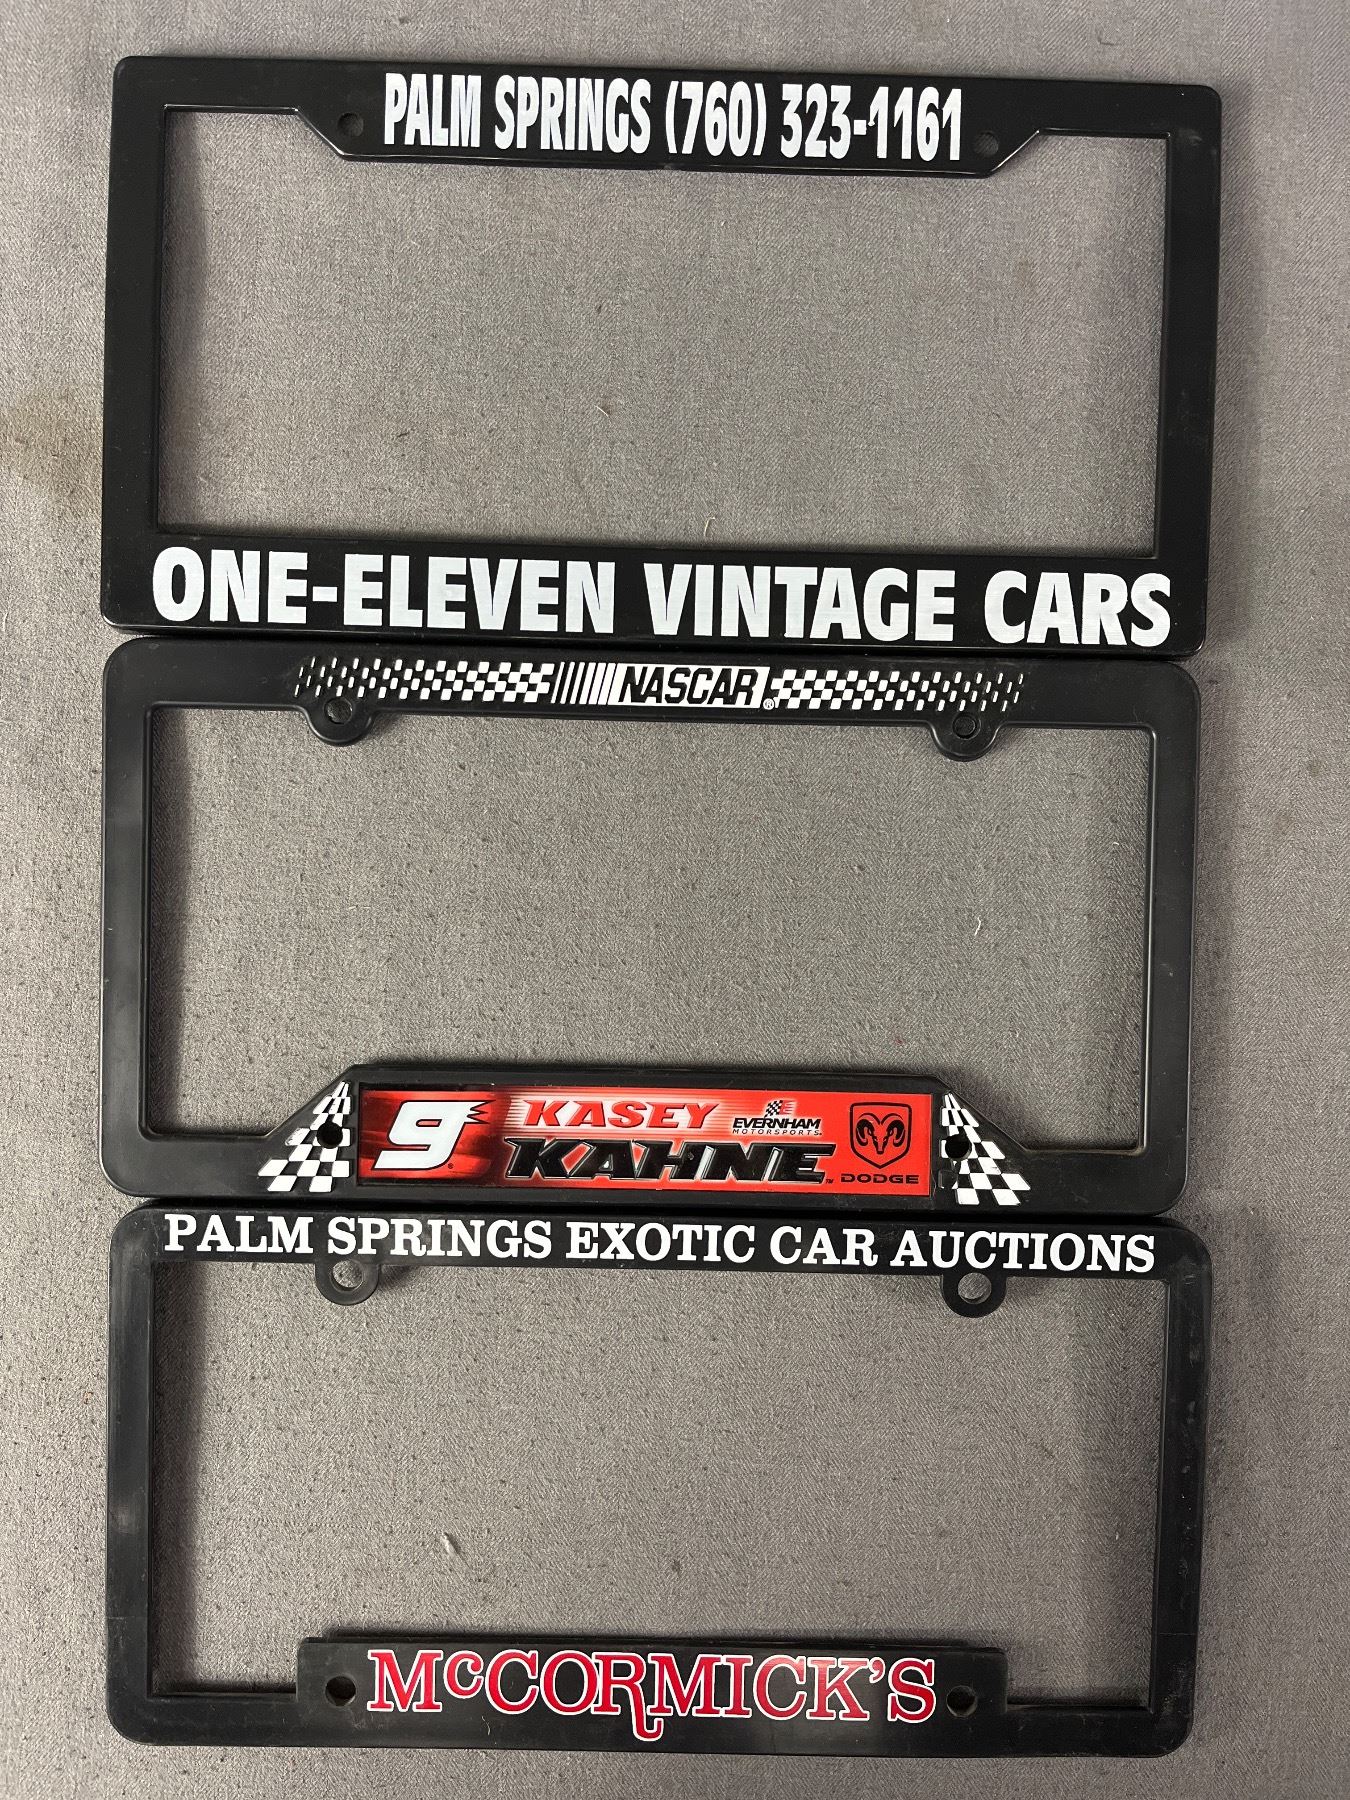 PALM SPRINGS (760) 323-1161
ONE-ELEVEN VINTAGE CARS
NASCAR®
9 KASEY KAHNE™ EVERNHAM MOTORSPORTS® DODGE
PALM SPRINGS EXOTIC CAR AUCTIONS
McCORMICK'S